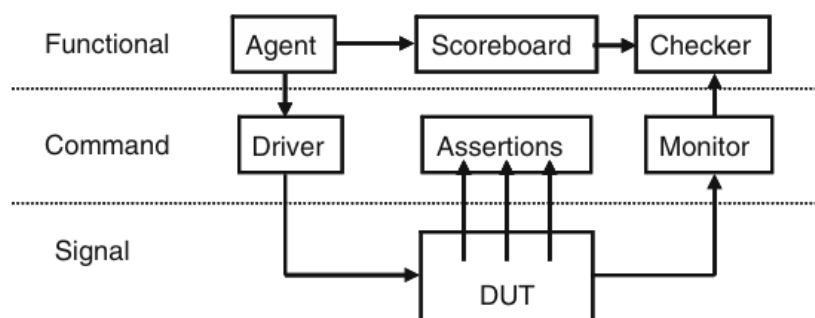 Functional
Agent
Scoreboard
Checker
Command
Driver
Assertions
Monitor
Signal
DUT